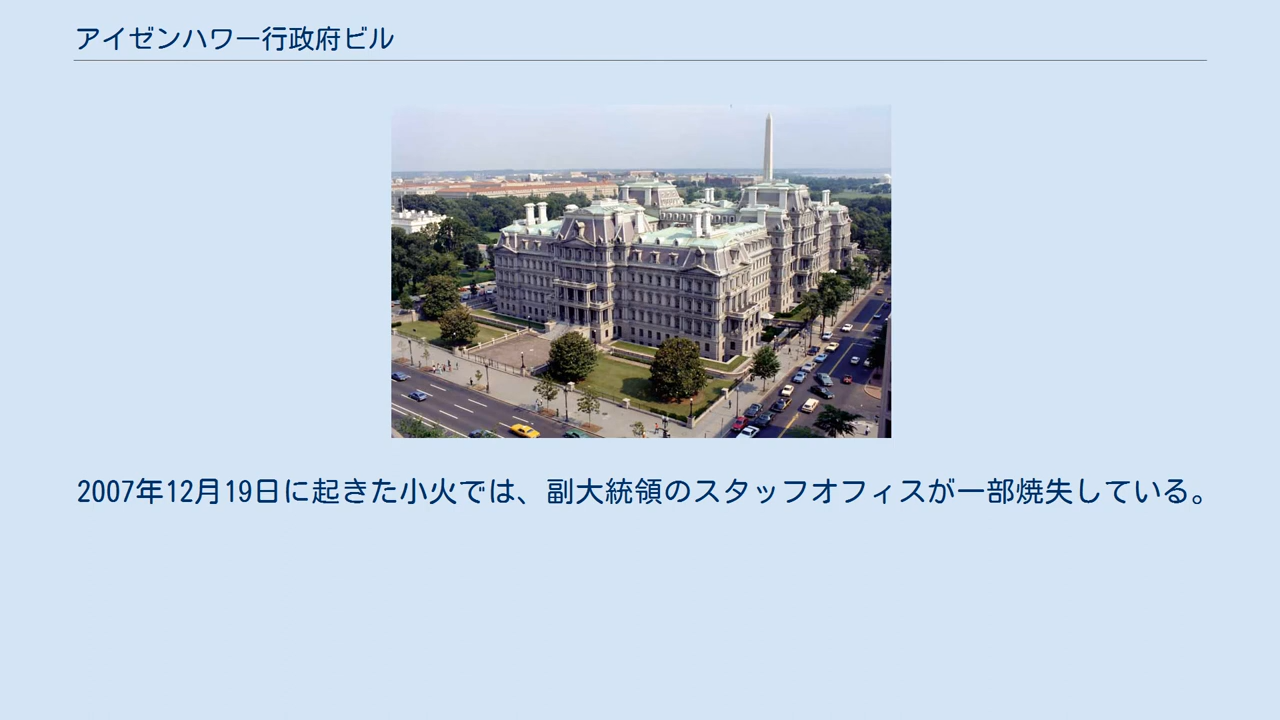 アイゼンハワー行政府ビル
2007年12月19日に起きた小火では、副大統領のスタッフオフィスが一部焼失している。